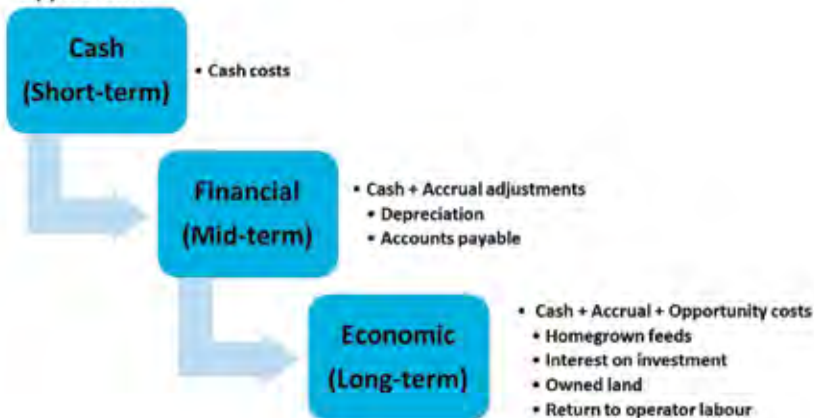 Cash
(Short-term)
• Cash costs
Financial
(Mid-term)
• Cash + Accrual adjustments
• Depreciation
• Accounts payable
Economic
(Long-term)
• Cash + Accrual + Opportunity costs
• Homegrown feeds
• Interest on investment
• Owned land
• Return to operator labour